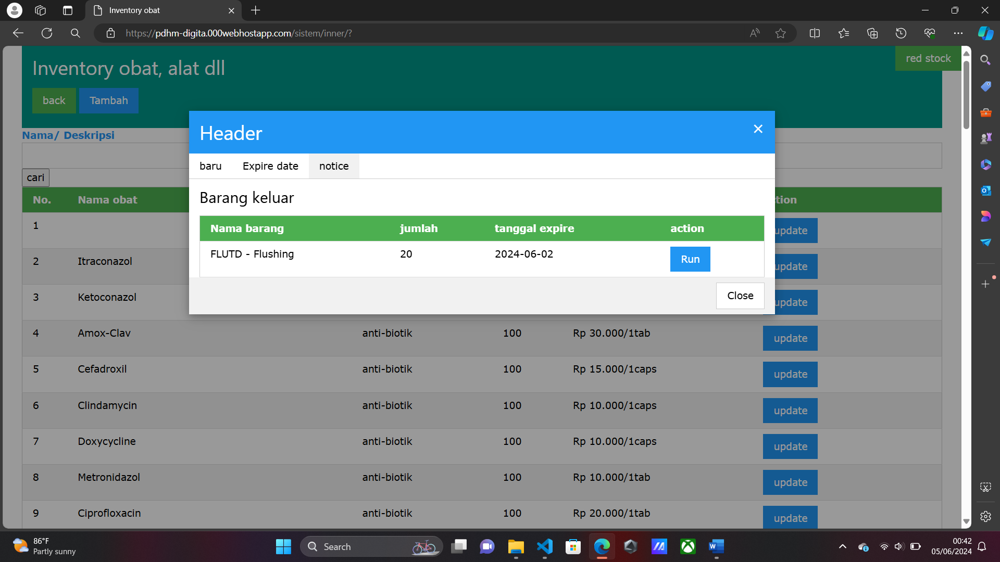 Inventory obat
https://pdhm-digita.000webhostapp.com/sistem/inner/?
Inventory obat, alat dll
red stock
back
Tambah
Nama/ Deskripsi
cari
Header
baru
Expire date
notice
Barang keluar
Nama barang jumlah tanggal expire action
FLUTD - Flushing 20 2024-06-02 Run
Close
No. Nama obat tion
1 update
2 Itraconazol update
3 Ketoconazol update
4 Amox-Clav anti-biotik 100 Rp 30.000/1tab update
5 Cefadroxil anti-biotik 100 Rp 15.000/1caps update
6 Clindamycin anti-biotik 100 Rp 10.000/1caps update
7 Doxycycline anti-biotik 100 Rp 10.000/1caps update
8 Metronidazol anti-biotik 100 Rp 10.000/1tab update
9 Ciprofloxacin anti-biotik 100 Rp 20.000/1tab update
86°F
Partly sunny
Search
00:42
05/06/2024